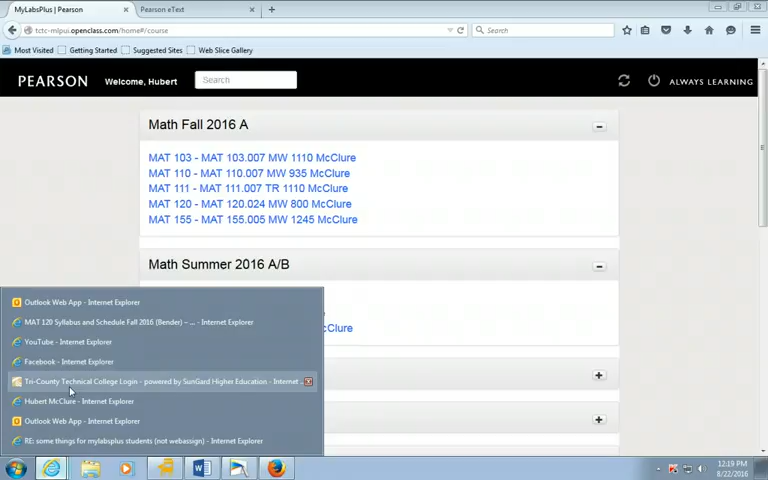 MyLabsPlus | Pearson
Pearson eText
tctc-mlpui.openclass.com/home#/course
Search
Most Visited
Getting Started
Suggested Sites
Web Slice Gallery
PEARSON
Welcome, Hubert
Search
ALWAYS LEARNING
Math Fall 2016 A
MAT 103 - MAT 103.007 MW 1110 McClure
MAT 110 - MAT 110.007 MW 935 McClure
MAT 111 - MAT 111.007 TR 1110 McClure
MAT 120 - MAT 120.024 MW 800 McClure
MAT 155 - MAT 155.005 MW 1245 McClure
Math Summer 2016 A/B
cClure
Outlook Web App - Internet Explorer
MAT 120 Syllabus and Schedule Fall 2016 (Bender) – ... - Internet Explorer
YouTube - Internet Explorer
Facebook - Internet Explorer
Tri-County Technical College Login - powered by SunGard Higher Education - Internet ...
Hubert McClure - Internet Explorer
Outlook Web App - Internet Explorer
RE: some things for mylabsplus students (not webassign) - Internet Explorer
12:19 PM
8/22/2016